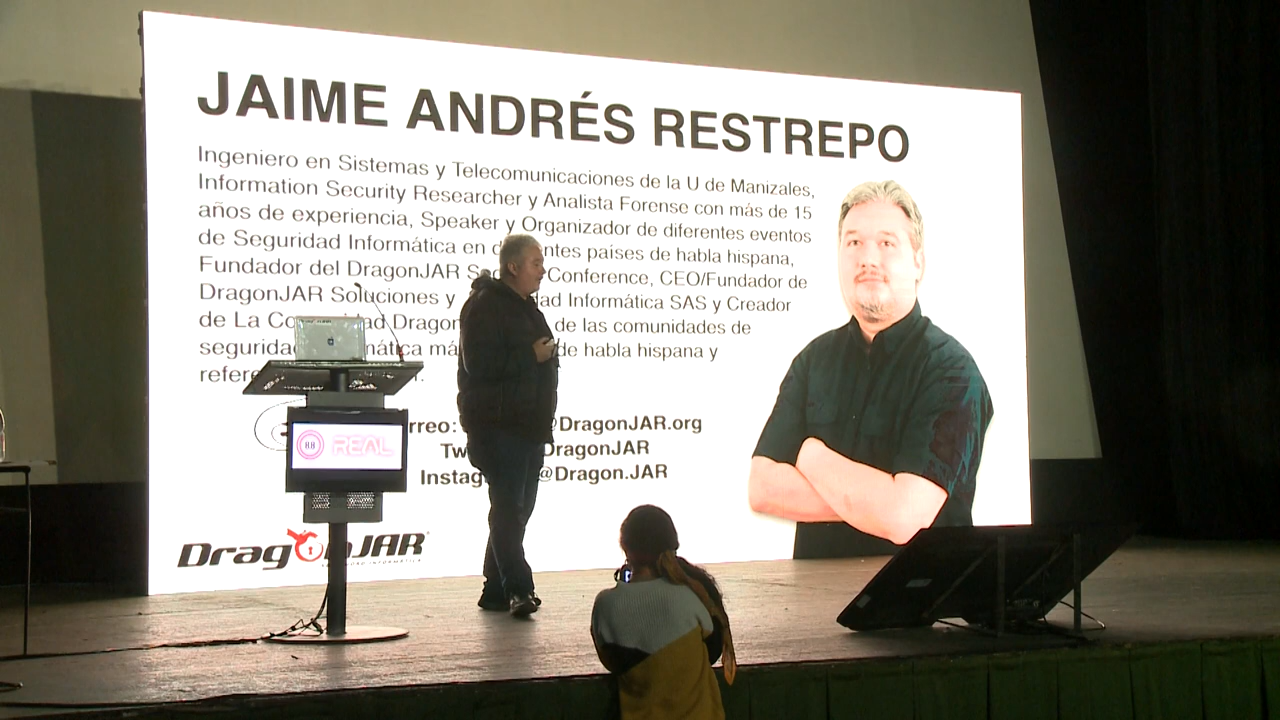 JAIME ANDRÉS RESTREPO
Ingeniero en Sistemas y Telecomunicaciones de la U de Manizales,
Information Security Researcher y Analista Forense con más de 15
años de experiencia, Speaker y Organizador de diferentes eventos
de Seguridad Informática en países de habla hispana,
Fundador del DragonJAR Conference, CEO/Fundador de
DragonJAR Soluciones y Informática SAS y Creador
de La Dragon de las comunidades de
de habla hispana y
@DragonJAR.org
DragonJAR
@Dragon.JAR
88 REAL
DragonJAR